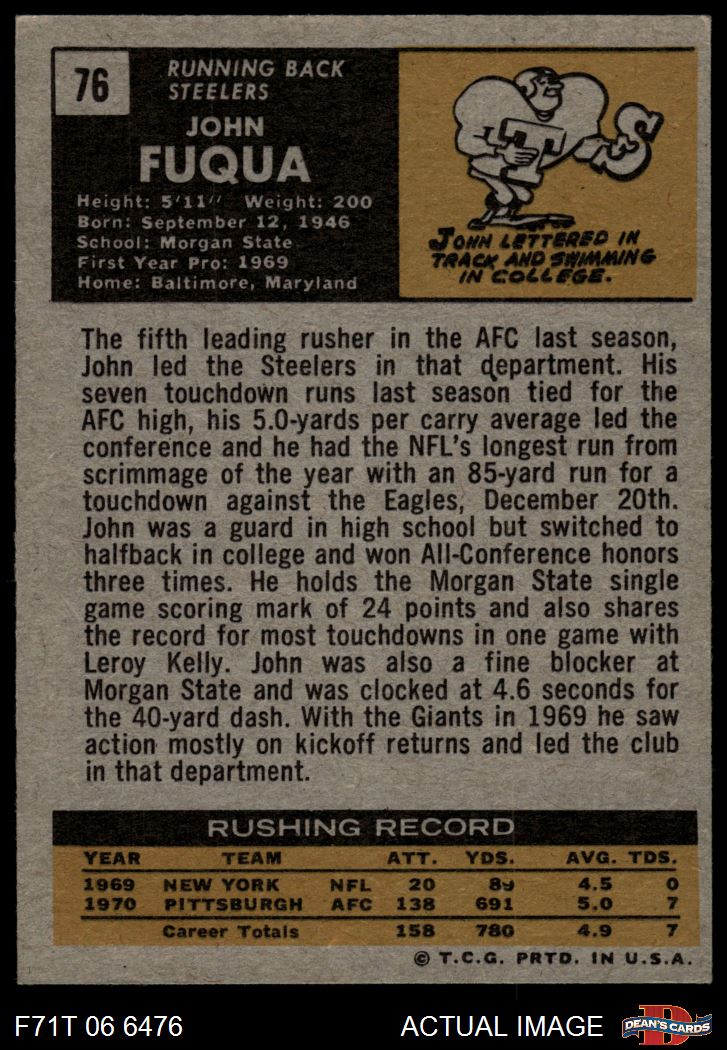 76
RUNNING BACK
STEELERS
JOHN
FUQUA
Height: 5'11" Weight: 200
Born: September 12, 1946
School: Morgan State
First Year Pro: 1969
Home: Baltimore, Maryland
T S
JOHN LETTERED IN
TRACK AND SWIMMING
IN COLLEGE.
The fifth leading rusher in the AFC last season,
John led the Steelers in that department. His
seven touchdown runs last season tied for the
AFC high, his 5.0-yards per carry average led the
conference and he had the NFL's longest run from
scrimmage of the year with an 85-yard run for a
touchdown against the Eagles, December 20th.
John was a guard in high school but switched to
halfback in college and won All-Conference honors
three times. He holds the Morgan State single
game scoring mark of 24 points and also shares
the record for most touchdowns in one game with
Leroy Kelly. John was also a fine blocker at
Morgan State and was clocked at 4.6 seconds for
the 40-yard dash. With the Giants in 1969 he saw
action mostly on kickoff returns and led the club
in that department.
RUSHING RECORD
YEAR TEAM ATT. YDS. AVG. TDS.
1969 NEW YORK NFL 20 89 4.5 0
1970 PITTSBURGH AFC 138 691 5.0 7
Career Totals 158 780 4.9 7
© T.C.G. PRTD. IN U.S.A.
F71T 06 6476 ACTUAL IMAGE
D
DEAN'S CARDS